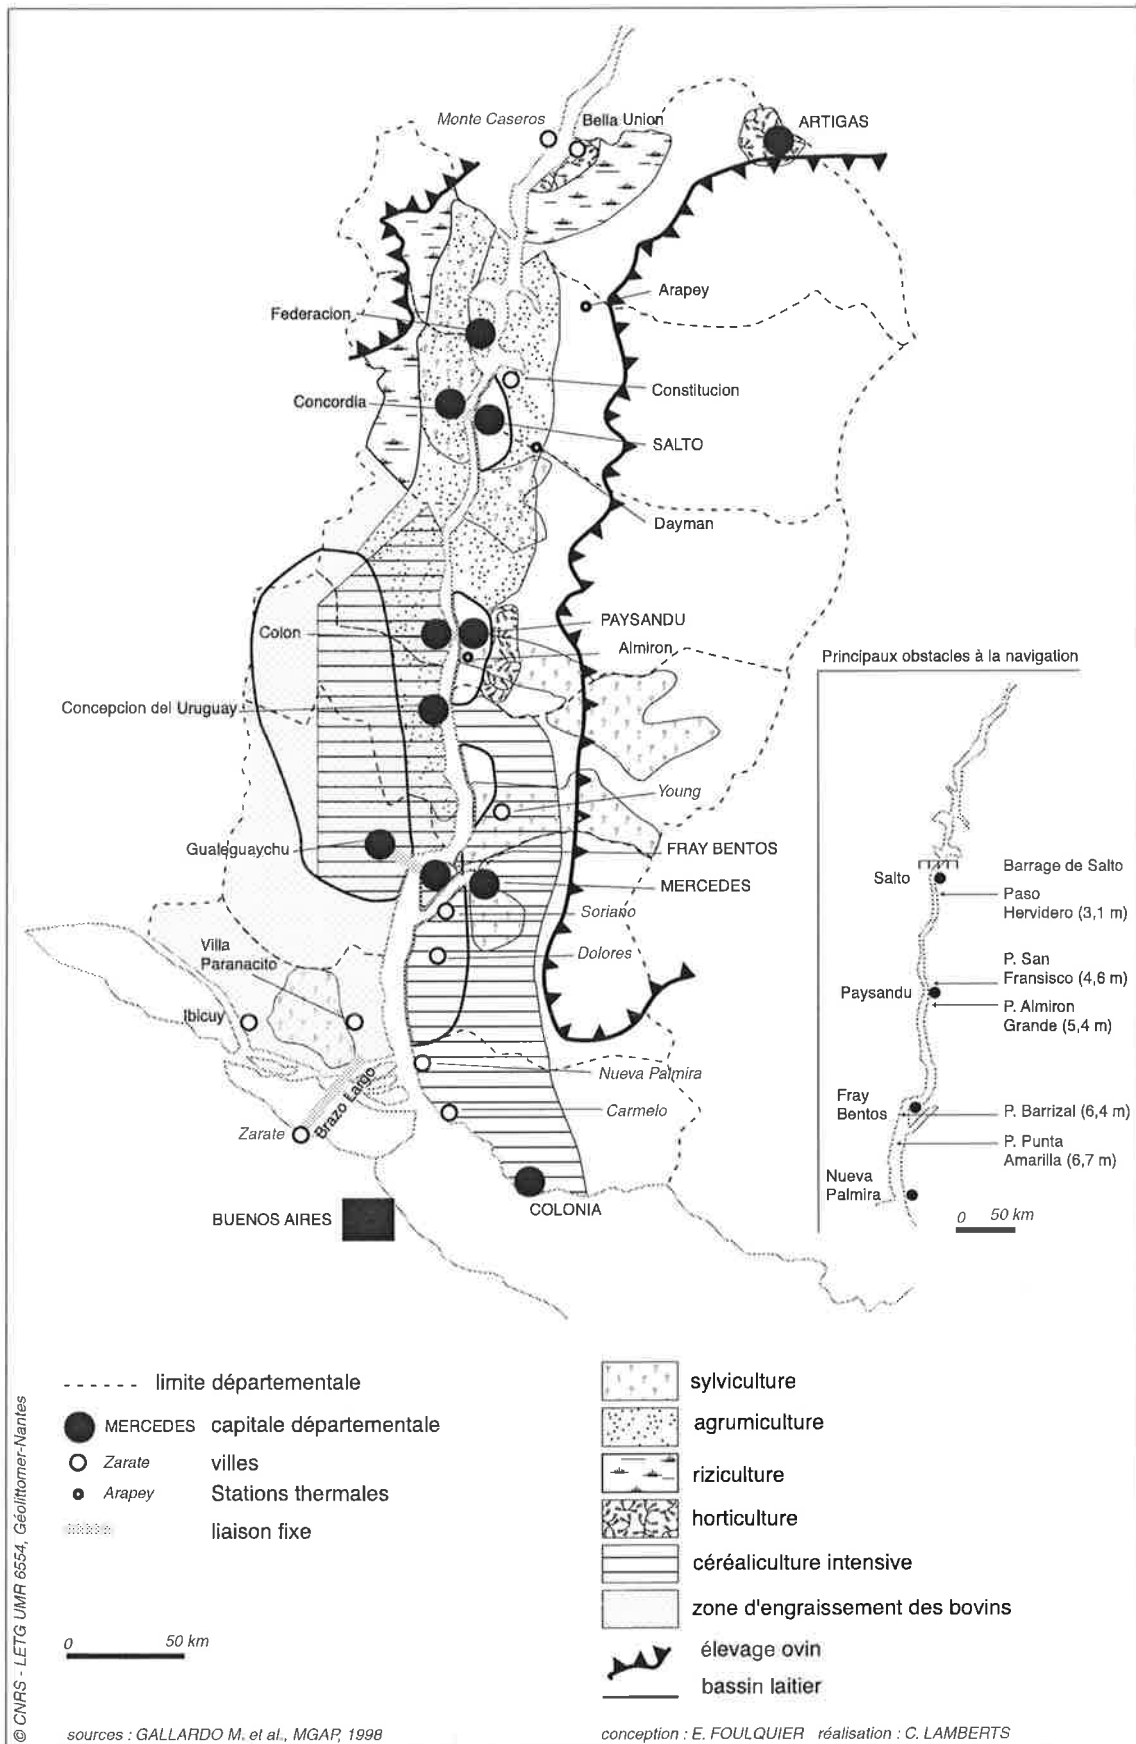 Monte Caseros
Bella Union
ARTIGAS
Arapey
Federacion
Constitucion
Concordia
SALTO
Dayman
PAYSANDU
Colon
Almiron
Concepcion del Uruguay
Young
Gualeguaychu
FRAY BENTOS
MERCEDES
Soriano
Villa
Paranacito
Dolores
Ibicuy
Nueva Palmira
Brazo Largo
Carmelo
Zarate
BUENOS AIRES
COLONIA
Principaux obstacles à la navigation
Barrage de Salto
Salto
Paso
Hervidero (3,1 m)
P. San
Fransisco (4,6 m)
Paysandu
P. Almiron
Grande (5,4 m)
Fray
Bentos
P. Barrizal (6,4 m)
P. Punta
Amarilla (6,7 m)
Nueva
Palmira
0 50 km
limite départementale
MERCEDES capitale départementale
Zarate villes
Arapey Stations thermales
liaison fixe
0 50 km
sylviculture
agrumiculture
riziculture
horticulture
céréaliculture intensive
zone d'engraissement des bovins
élevage ovin
bassin laitier
© CNRS - LETG UMR 6554, Géolittomer-Nantes
sources : GALLARDO M. et al., MGAP, 1998
conception : E. FOULQUIER réalisation : C. LAMBERTS